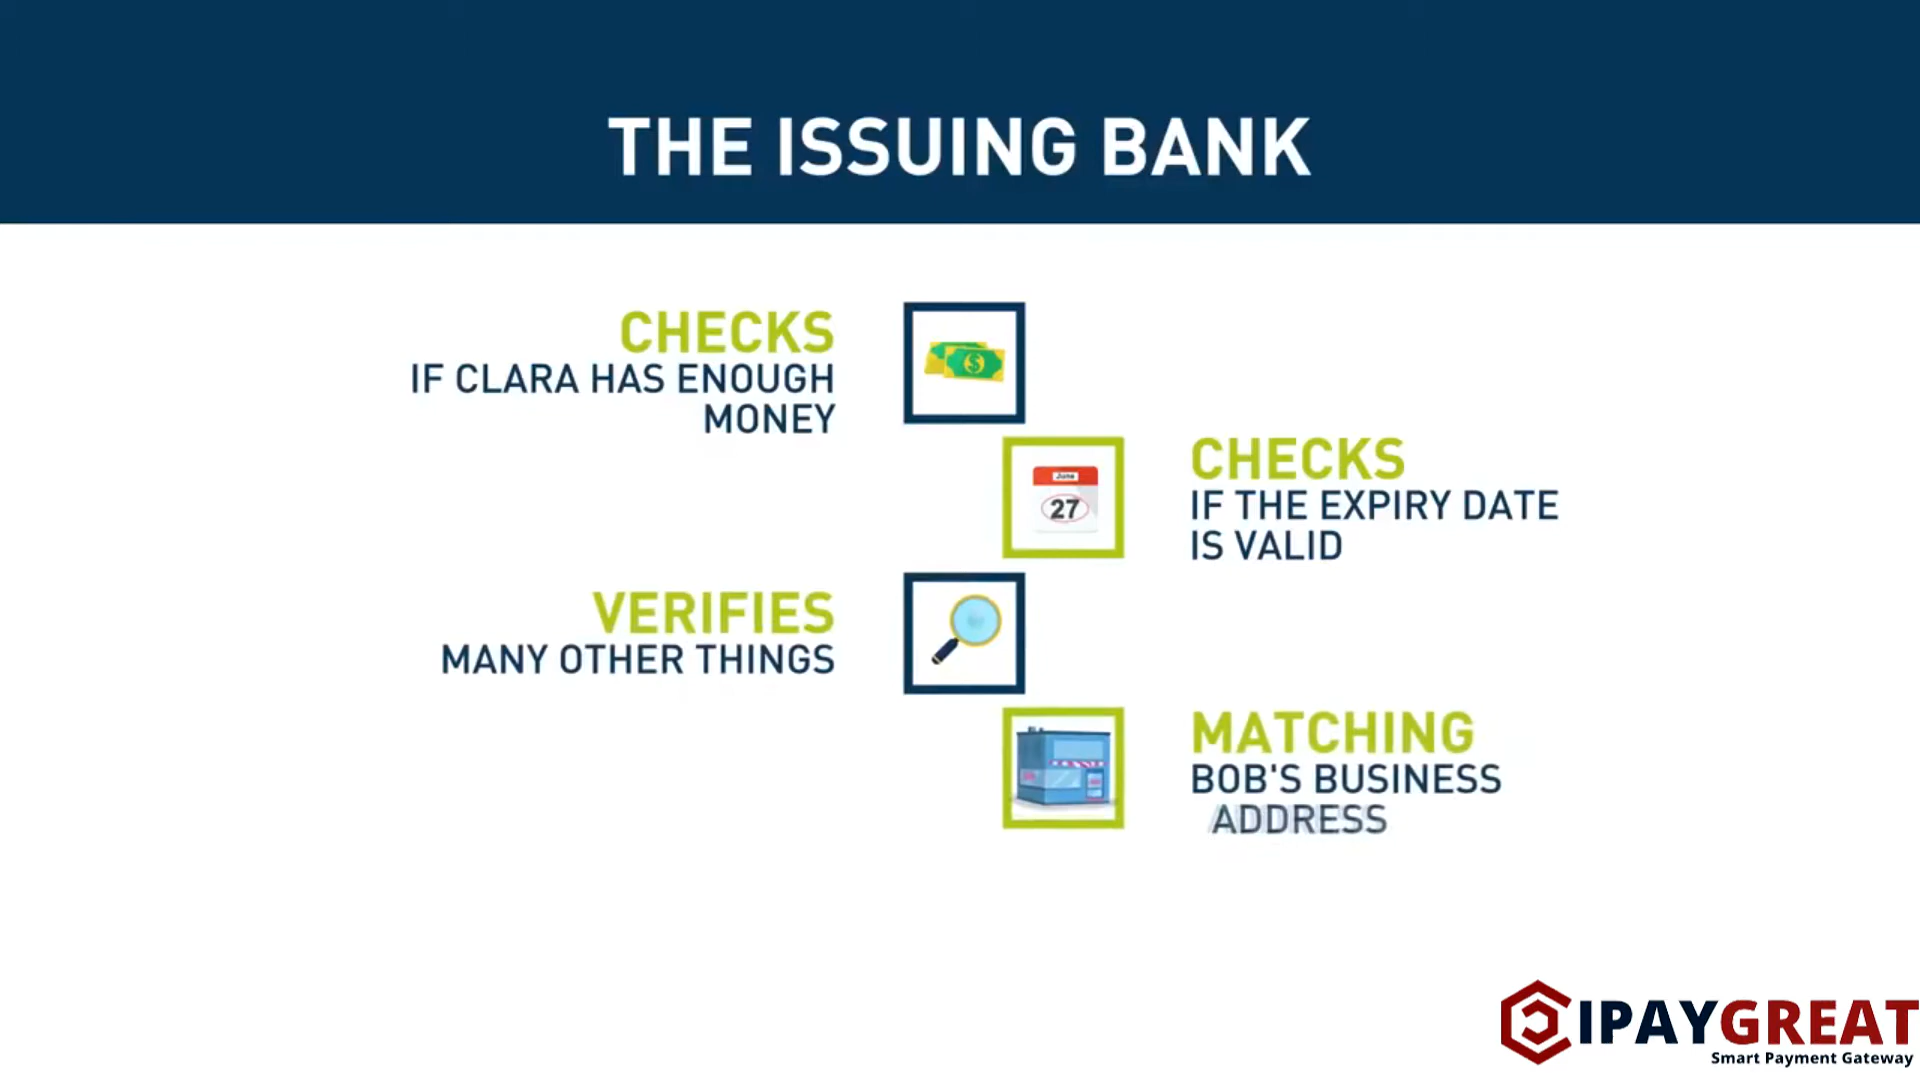 THE ISSUING BANK
CHECKS
IF CLARA HAS ENOUGH
MONEY
June
27
CHECKS
IF THE EXPIRY DATE
IS VALID
VERIFIES
MANY OTHER THINGS
MATCHING
BOB'S BUSINESS
ADDRESS
IPAYGREAT
Smart Payment Gateway